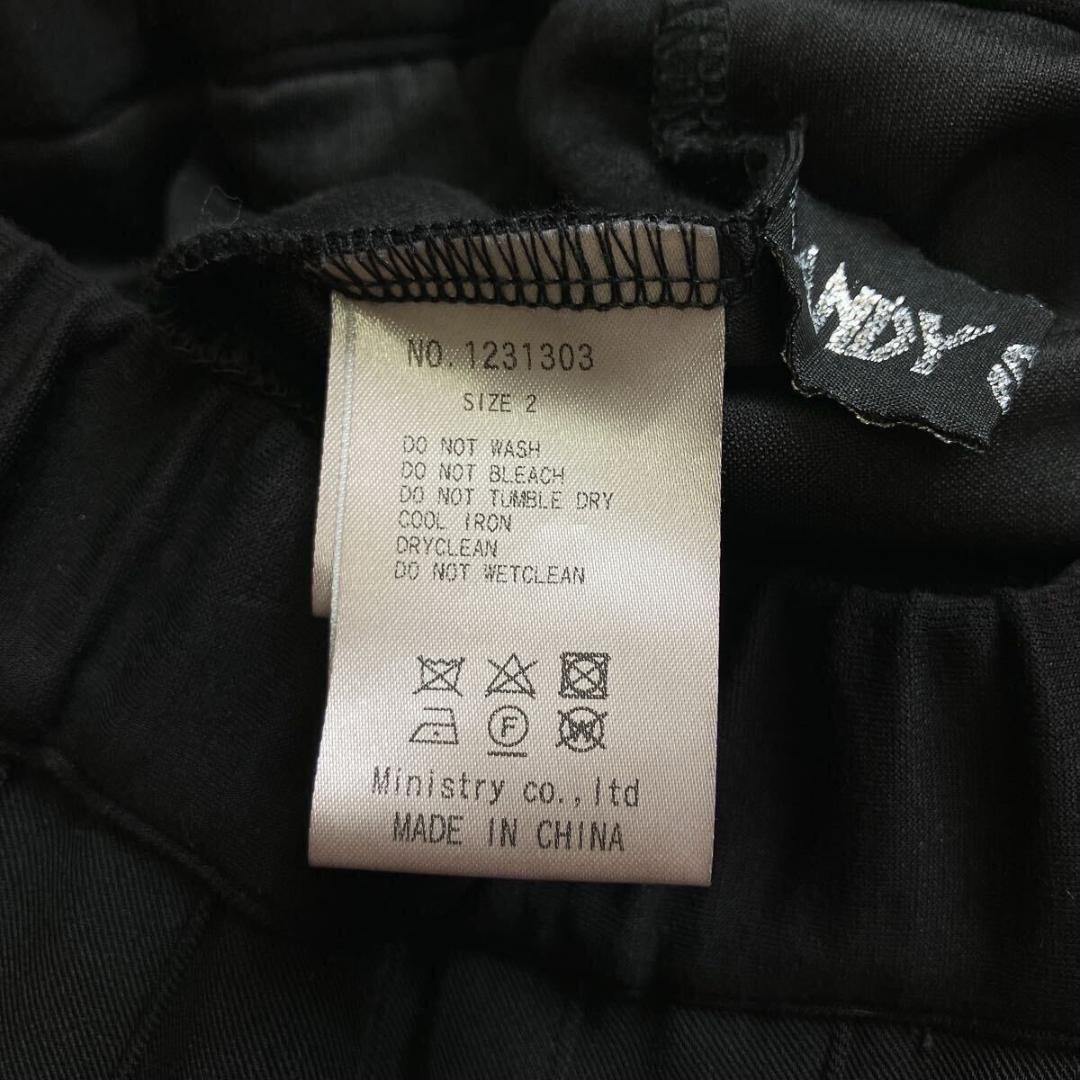 NO. 1231303
SIZE 2
DO NOT WASH
DO NOT BLEACH
DO NOT TUMBLE DRY
COOL IRON
DRYCLEAN
DO NOT WETCLEAN
F
W
Ministry co.,ltd
MADE IN CHINA
ANDY S